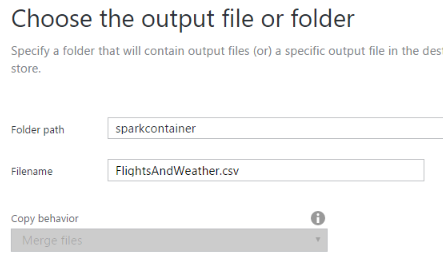 Choose the output file or folder
Specify a folder that will contain output files (or) a specific output file in the des
store.
Folder path
sparkcontainer
Filename
FlightsAndWeather.csv
Copy behavior
Merge files